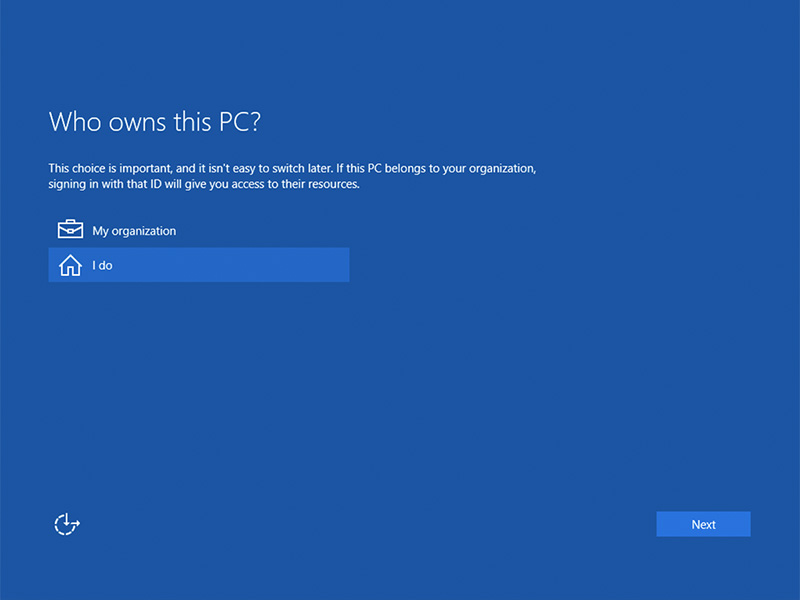 Who owns this PC?
This choice is important, and it isn't easy to switch later. If this PC belongs to your organization,
signing in with that ID will give you access to their resources.
My organization
I do
Next